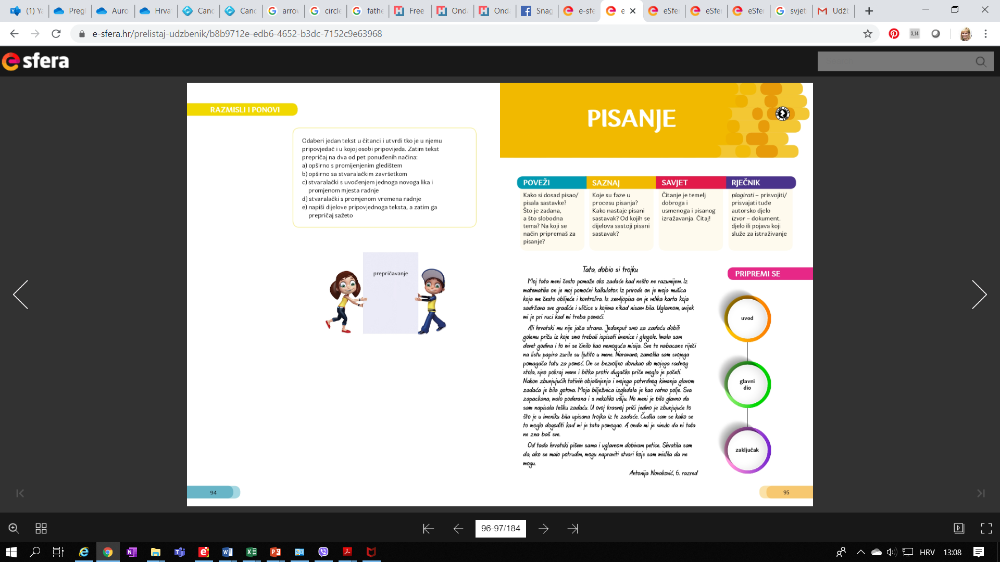 (1) Ya
Pregl
Auro
Hrvat
Canc
Canc
arrow
circle
fathe
Free
Onda
Onda
Snag
e-sfe
e
eSfer
eSfer
eSfer
svjet
Udžb
e-sfera.hr/prelistaj-udzbenik/b8b9712e-edb6-4652-b3dc-7152c9e63968
3,14
e sfera
RAZMISLI I PONOVI
Odaberi jedan tekst u čitanci i utvrdi tko je u njemu
pripovjedač i u kojoj osobi pripovijeda. Zatim tekst
prepričaj na dva od pet ponuđenih načina:
a) opširno s promijenjenim gledištem
b) opširno sa stvaralačkim završetkom
c) stvaralački s uvođenjem jednoga novoga lika i
promjenom mjesta radnje
d) stvaralački s promjenom vremena radnje
e) napiši dijelove pripovjednoga teksta, a zatim ga
prepričaj sažeto
prepričavanje
94
PISANJE
POVEŽI
Kako si dosad pisao/
pisala sastavke?
Što je zadana,
a što slobodna
tema? Na koji se
način pripremaš za
pisanje?
SAZNAJ
Koje su faze u
procesu pisanja?
Kako nastaje pisani
sastavak? Od kojih se
dijelova sastoji pisani
sastavak?
SAVJET
Čitanje je temelj
dobroga i
usmenoga i pisanog
izražavanja. Čitaj!
RJEČNIK
plagirati – prisvojiti/
prisvajati tuđe
autorsko djelo
izvor – dokument,
djelo ili pojava koji
služe za istraživanje
Tata, dobio si trojku
Moj tata meni često pomaže oko zadaće kad nešto ne razumijem. Iz
matematike on je moj pomoćni kalkulator. Iz prirode on je moja mušica
koja me često oblijeće i kontrolira. Iz zemljopisa on je velika karta koja
sadržava sve gradiće i uličice u kojima nikad nisam bila. Uglavnom, uvijek
mi je pri ruci kad mi treba pomoći.
Ali hrvatski mu nije jača strana. Jedanput smo za zadaću dobili
golemu priču iz koje smo trebali ispisati imenice i glagole. Imala sam
devet godina i to mi se činilo kao nemoguća misija. Sve te nabacane riječi
na listu papira zurile su ljutito u mene. Naravano, zamolila sam svojega
pomagača tatu za pomoć. On se bezvoljno dovukao do mojega radnog
stola, sjeo pokraj mene i bitka protiv dugačke priče mogla je početi.
Nakon zbunjujućih tatinih objašnjenja i mojega potvrdnog kimanja glavom
zadaća je bila gotova. Moja bilježnica izgledala je kao ratno polje. Sva
zapackana, malo poderana i s nekoliko ušiju. No meni je bilo glavno da
sam napisala tešku zadaću. U ovoj krasnoj priči jedino je zbunjujuće to
što je u imeniku bila upisana trojka iz te zadaće. Čudila sam se kako se
to moglo dogoditi kad mi je tata pomogao. A onda mi je sinulo da ni tata
ne zna baš sve.
Od tada hrvatski pišem sama i uglavnom dobivam petice. Shvatila sam
da, ako se malo potrudim, mogu napraviti stvari koje sam mislila da ne
mogu.
Antonija Novaković, 6. razred
PRIPREMI SE
uvod
glavni
dio
zaključak
95
96-97/184
HRV
13:08